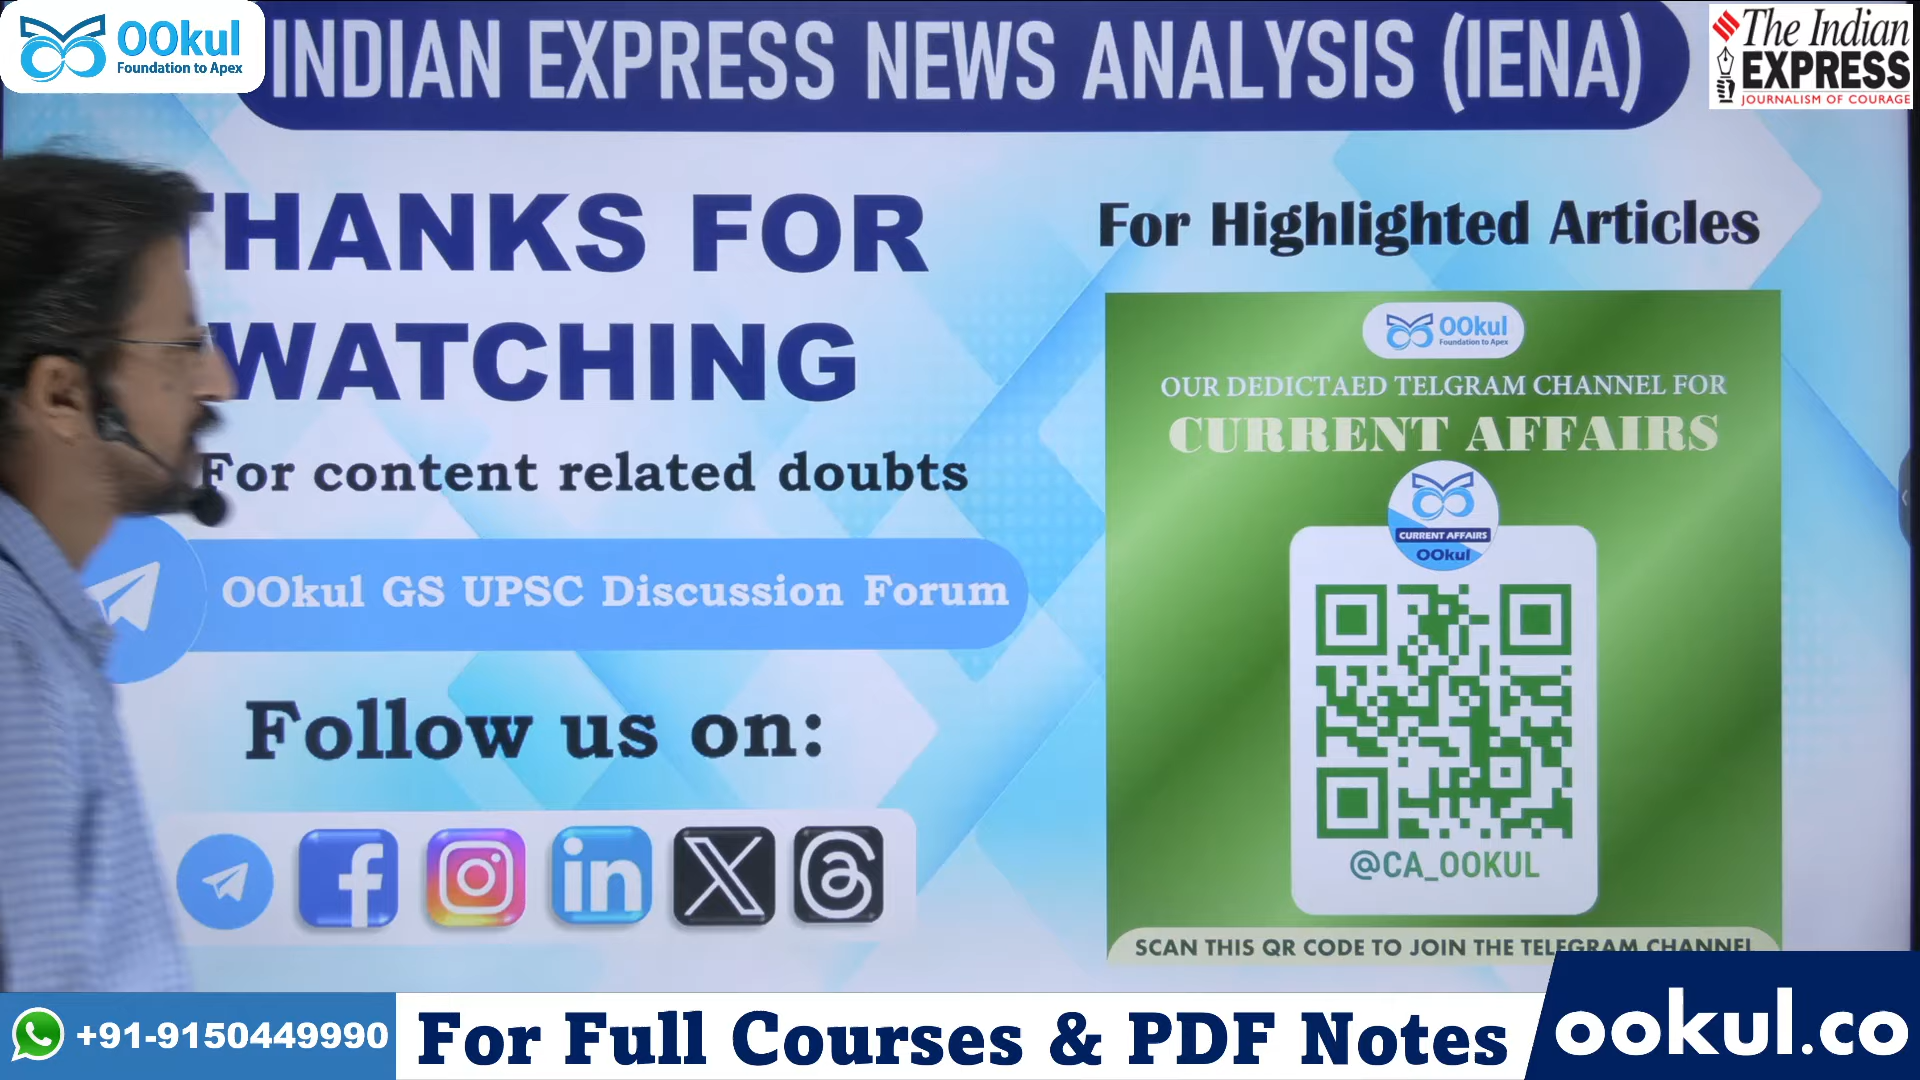 OOkul
Foundation to Apex
INDIAN EXPRESS NEWS ANALYSIS (IENA)
The Indian
EXPRESS
JOURNALISM OF COURAGE
THANKS FOR
WATCHING
For content related doubts
OOkul GS UPSC Discussion Forum
Follow us on:
For Highlighted Articles
OOkul
Foundation to Apex
OUR DEDICTAED TELGRAM CHANNEL FOR
CURRENT AFFAIRS
CURRENT AFFAIRS
OOkul
@CA_OOKUL
SCAN THIS QR CODE TO JOIN THE TELEGRAM CHANNEL
+91-9150449990
For Full Courses & PDF Notes
ookul.co